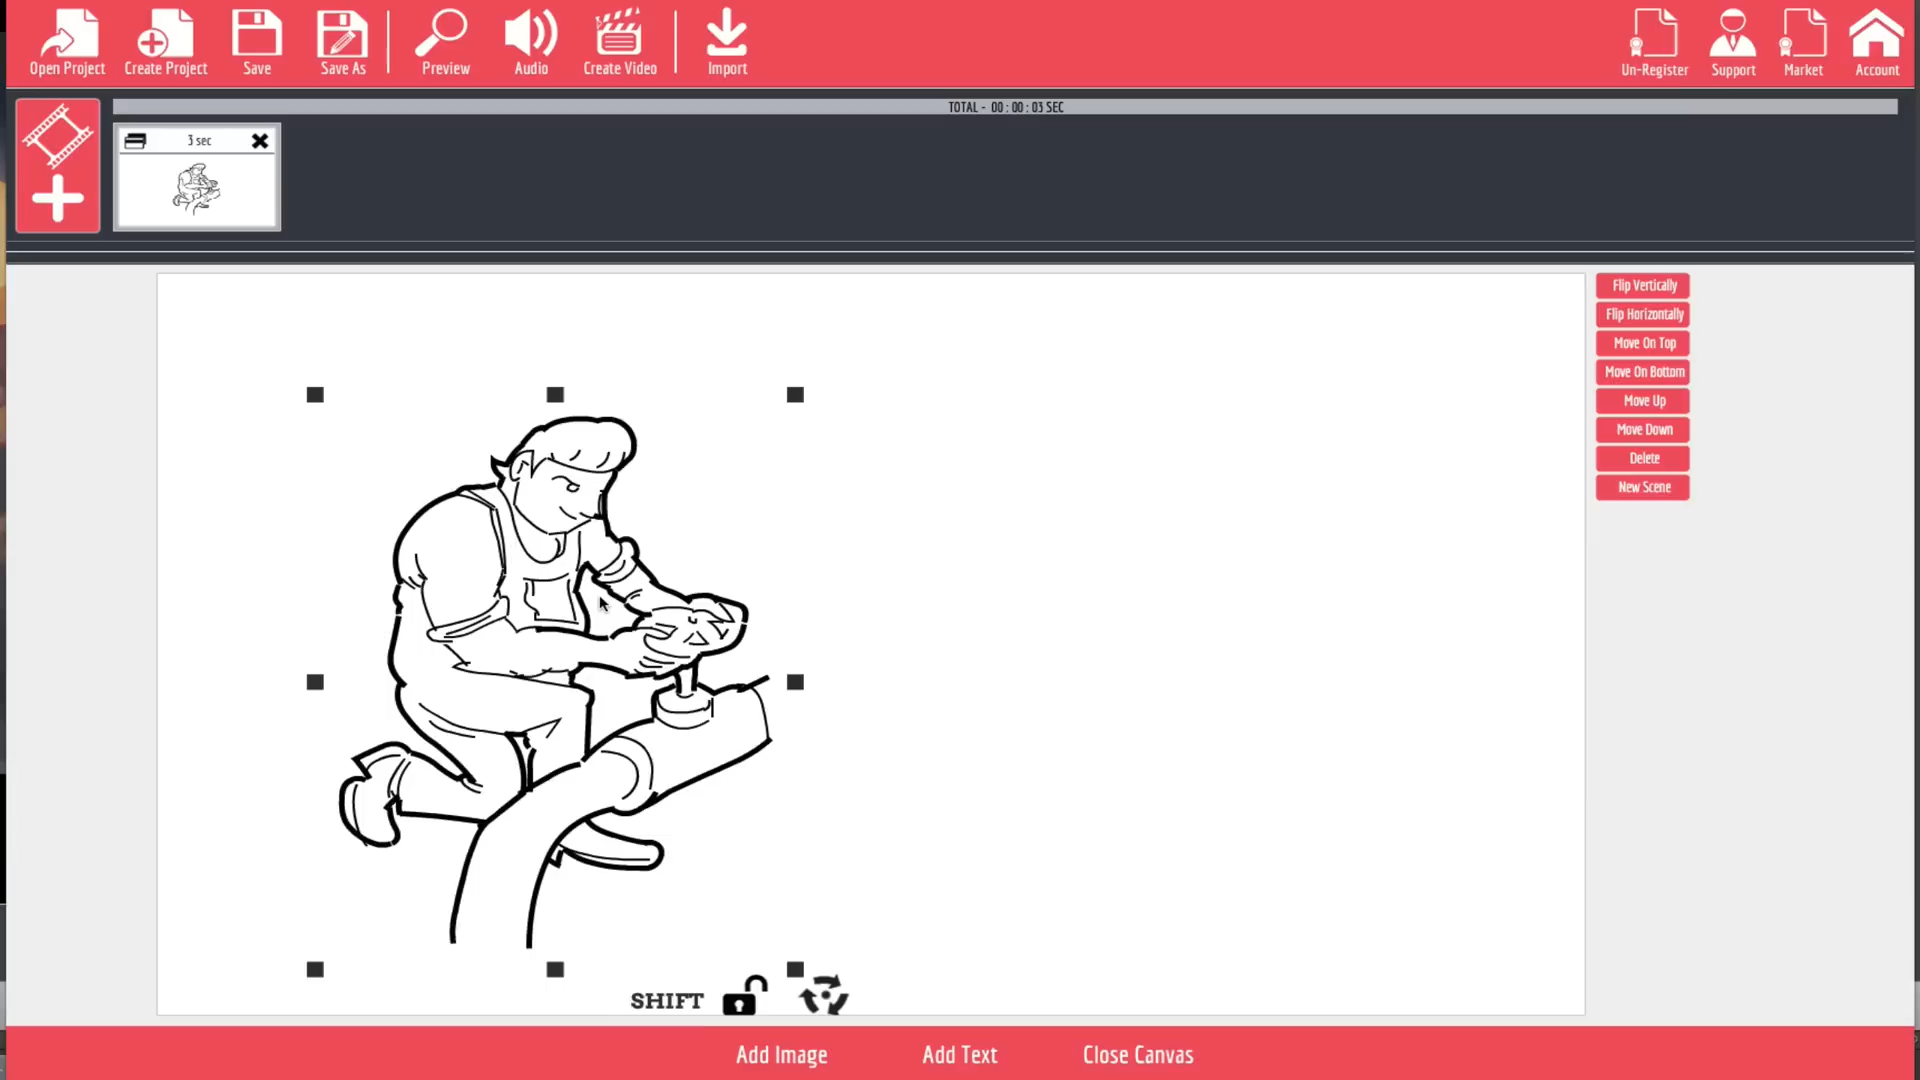 Open Project
Create Project
Save
Save As
Preview
Audio
Create Video
Import
Un-Register
Support
Market
Account
TOTAL - 00 : 00 : 03 SEC
3 sec
Flip Vertically
Flip Horizontally
Move On Top
Move On Bottom
Move Up
Move Down
Delete
New Scene
SHIFT
Add Image
Add Text
Close Canvas